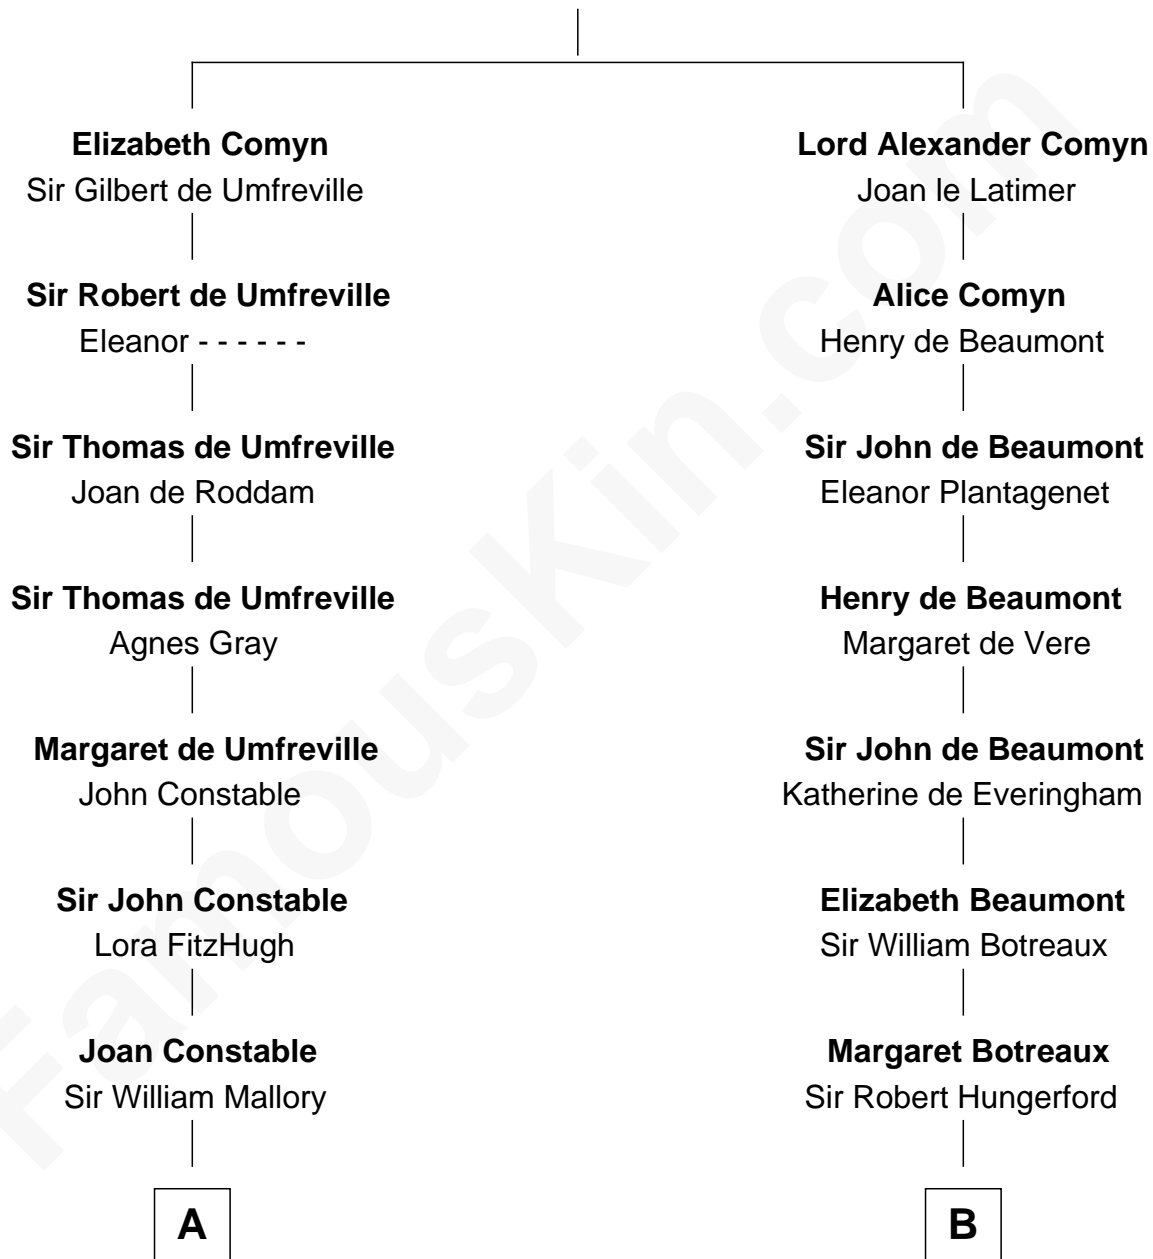 Elizabeth Comyn
Sir Gilbert de Umfreville
Sir Robert de Umfreville
Eleanor - - - - - -
Sir Thomas de Umfreville
Joan de Roddam
Sir Thomas de Umfreville
Agnes Gray
Margaret de Umfreville
John Constable
Sir John Constable
Lora FitzHugh
Joan Constable
Sir William Mallory
A
Lord Alexander Comyn
Joan le Latimer
Alice Comyn
Henry de Beaumont
Sir John de Beaumont
Eleanor Plantagenet
Henry de Beaumont
Margaret de Vere
Sir John de Beaumont
Katherine de Everingham
Elizabeth Beaumont
Sir William Botreaux
Margaret Botreaux
Sir Robert Hungerford
B
FamousKin.com